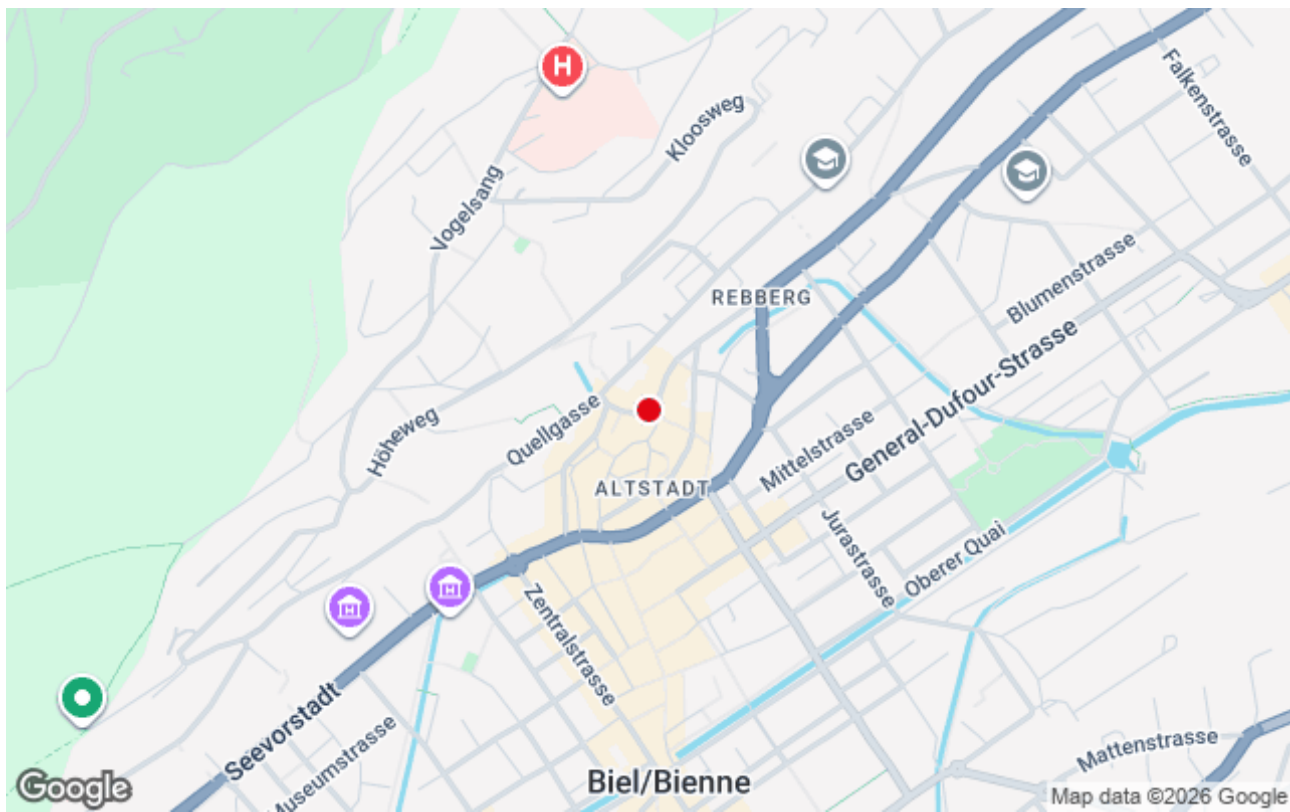 H
Falkenstrasse
Kloosweg
Vogelsang
Blumenstrasse
REBBERG
General-Dufour-Strasse
Höheweg
Quellgasse
Mittelstrasse
ALTSTADT
Jurastrasse
Oberer Quai
Zentralstrasse
Seevorstadt
Museumstrasse
Mattenstrasse
Biel/Bienne
Google
Map data ©2026 Google